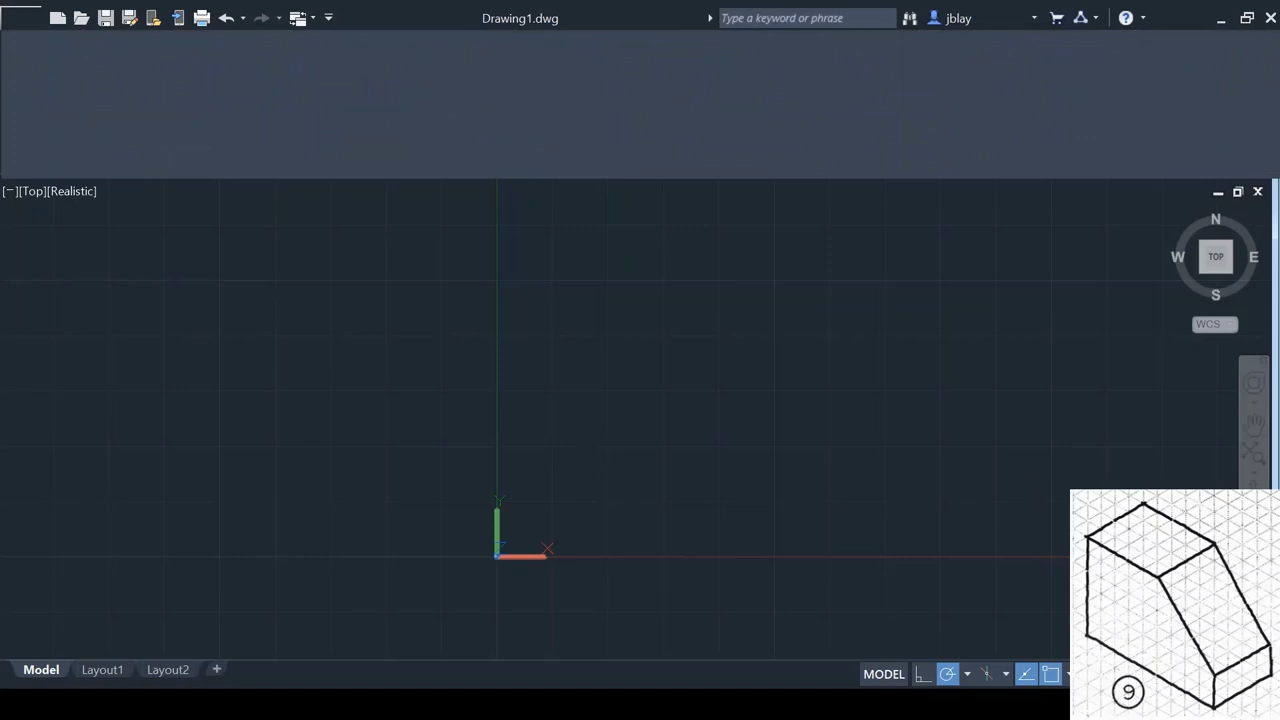 Drawing1.dwg
Type a keyword or phrase
jblay
[−][Top][Realistic]
N
W
TOP
E
S
WCS
Y
X
Model
Layout1
Layout2
+
MODEL
9